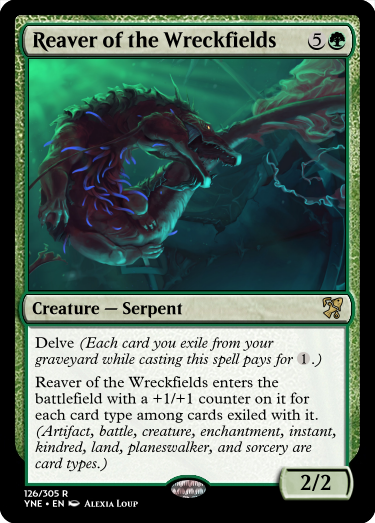 Reaver of the Wreckfields 5
Creature — Serpent
Delve (Each card you exile from your
graveyard while casting this spell pays for 1.)
Reaver of the Wreckfields enters the
battlefield with a +1/+1 counter on it for
each card type among cards exiled with it.
(Artifact, battle, creature, enchantment, instant,
kindred, land, planeswalker, and sorcery are
card types.)
2/2
126/305 R
YNE • EN Alexia Loup